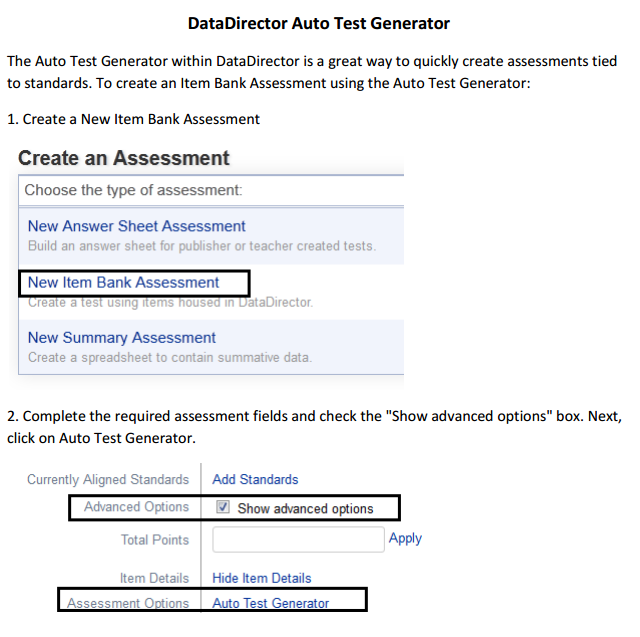 DataDirector Auto Test Generator
The Auto Test Generator within DataDirector is a great way to quickly create assessments tied
to standards. To create an Item Bank Assessment using the Auto Test Generator:
1. Create a New Item Bank Assessment
Create an Assessment
Choose the type of assessment:
New Answer Sheet Assessment
Build an answer sheet for publisher or teacher created tests.
New Item Bank Assessment
Create a test using items housed in DataDirector.
New Summary Assessment
Create a spreadsheet to contain summative data.
2. Complete the required assessment fields and check the "Show advanced options" box. Next,
click on Auto Test Generator.
Currently Aligned Standards Add Standards
Advanced Options Show advanced options
Total Points Apply
Item Details Hide Item Details
Assessment Options Auto Test Generator